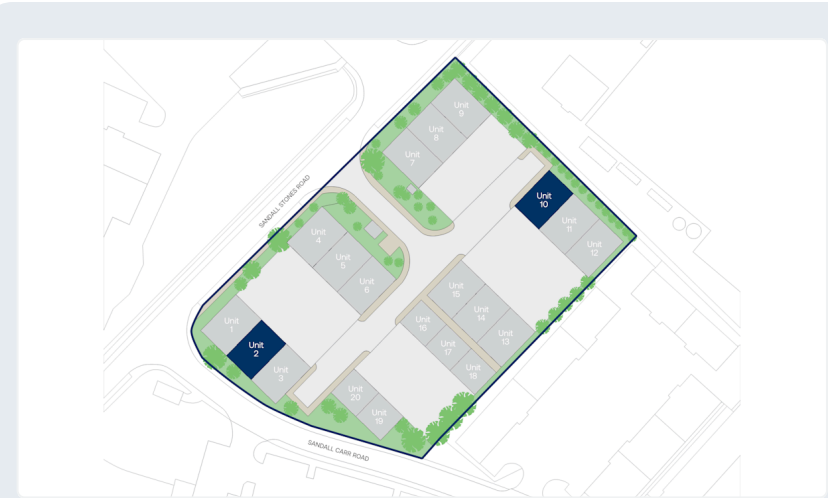 Unit
9
Unit
8
Unit
7
SANDALL STONES ROAD
Unit
10
Unit
11
Unit
12
Unit
4
Unit
5
Unit
6
Unit
15
Unit
14
Unit
13
Unit
16
Unit
17
Unit
18
Unit
1
Unit
2
Unit
3
Unit
20
Unit
19
SANDALL CARR ROAD